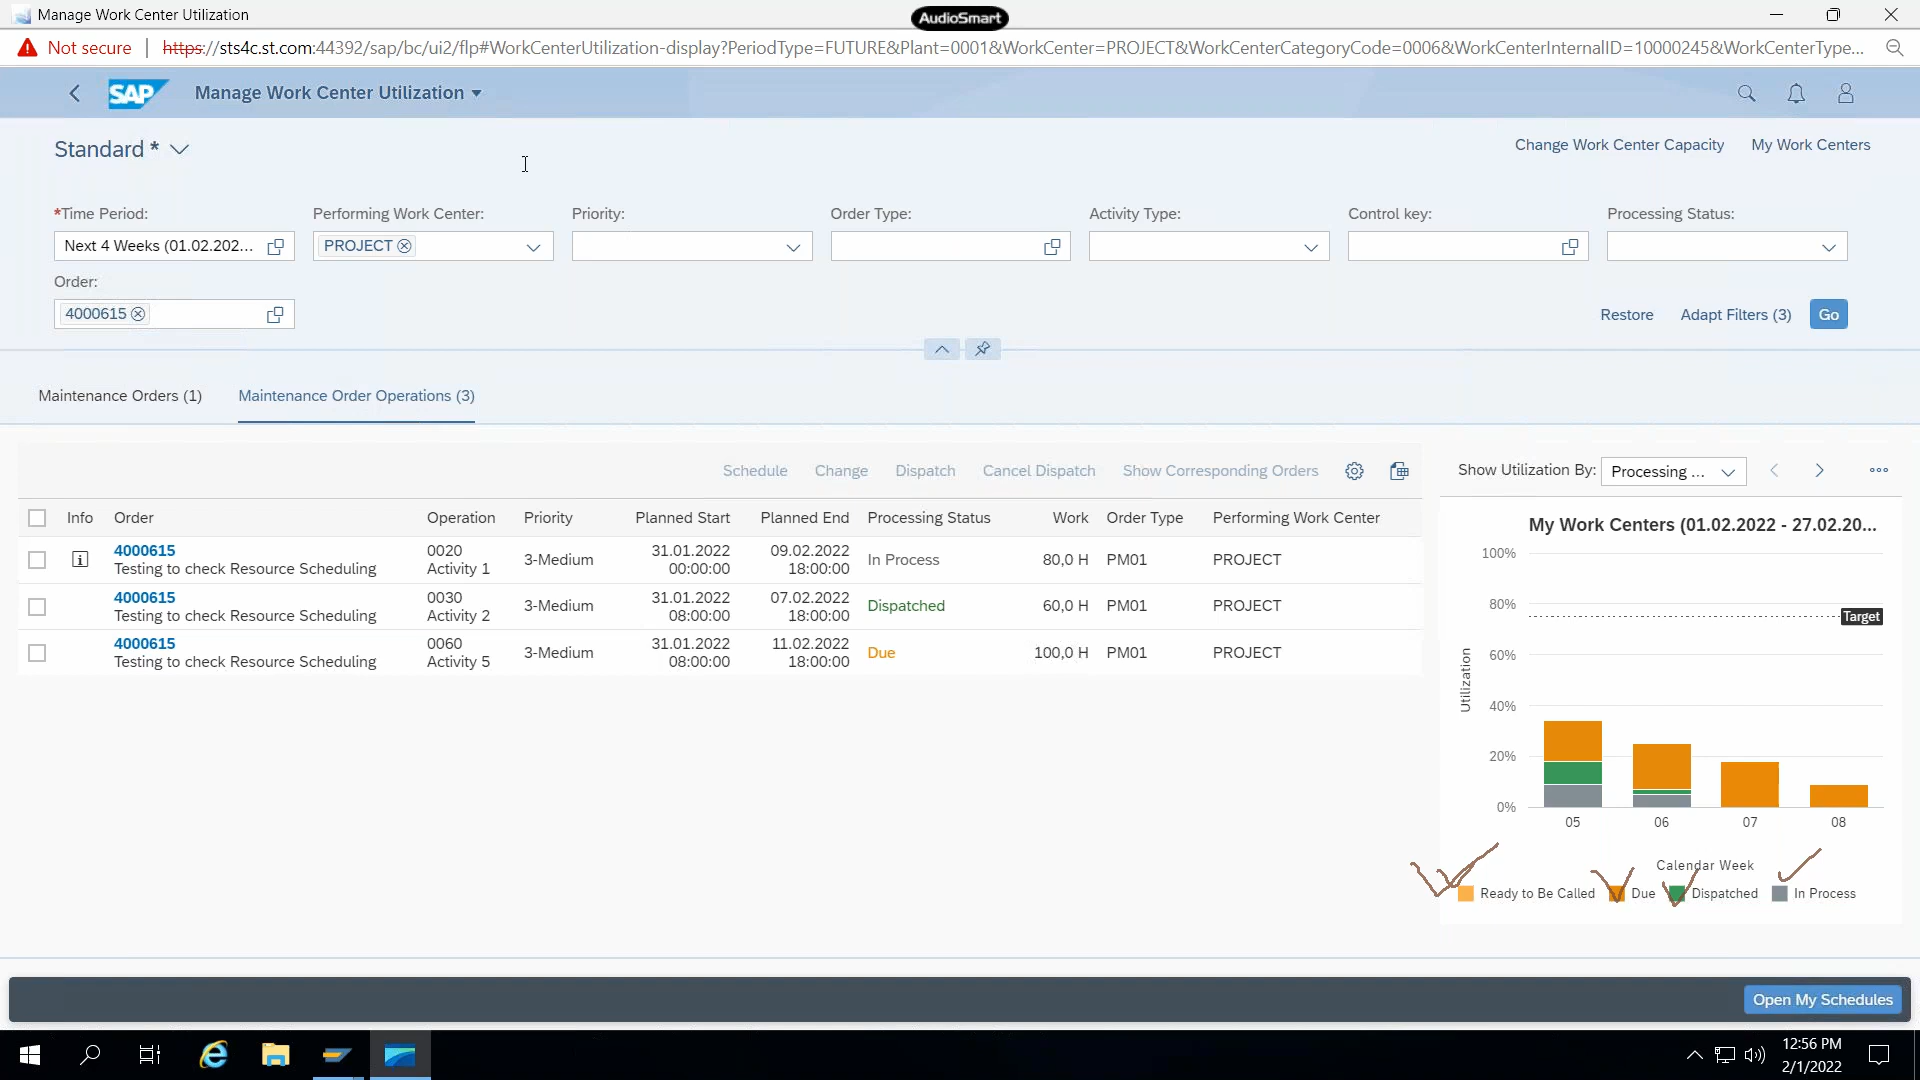 Manage Work Center Utilization
AudioSmart
Not secure
https://sts4c.st.com:44392/sap/bc/ui2/flp#WorkCenterUtilization-display?PeriodType=FUTURE&Plant=0001&WorkCenter=PROJECT&WorkCenterCategoryCode=0006&WorkCenterInternalID=10000245&WorkCenterType...
SAP Manage Work Center Utilization
Standard *
Change Work Center Capacity My Work Centers
*Time Period: Performing Work Center: Priority: Order Type: Activity Type: Control key: Processing Status:
Next 4 Weeks (01.02.202... PROJECT
Order:
4000615
Restore Adapt Filters (3) Go
Maintenance Orders (1) Maintenance Order Operations (3)
Schedule Change Dispatch Cancel Dispatch Show Corresponding Orders
Info Order Operation Priority Planned Start Planned End Processing Status Work Order Type Performing Work Center
4000615 0020 31.01.2022 09.02.2022
3-Medium In Process 80,0 H PM01 PROJECT
Testing to check Resource Scheduling Activity 1 00:00:00 18:00:00
4000615 0030 31.01.2022 07.02.2022
3-Medium Dispatched 60,0 H PM01 PROJECT
Testing to check Resource Scheduling Activity 2 08:00:00 18:00:00
4000615 0060 31.01.2022 11.02.2022
3-Medium Due 100,0 H PM01 PROJECT
Testing to check Resource Scheduling Activity 5 08:00:00 18:00:00
Show Utilization By: Processing ...
My Work Centers (01.02.2022 - 27.02.20...
100%
80%
Target
60%
Utilization
40%
20%
0%
05 06 07 08
Calendar Week
Ready to Be Called Due Dispatched In Process
Open My Schedules
12:56 PM
2/1/2022